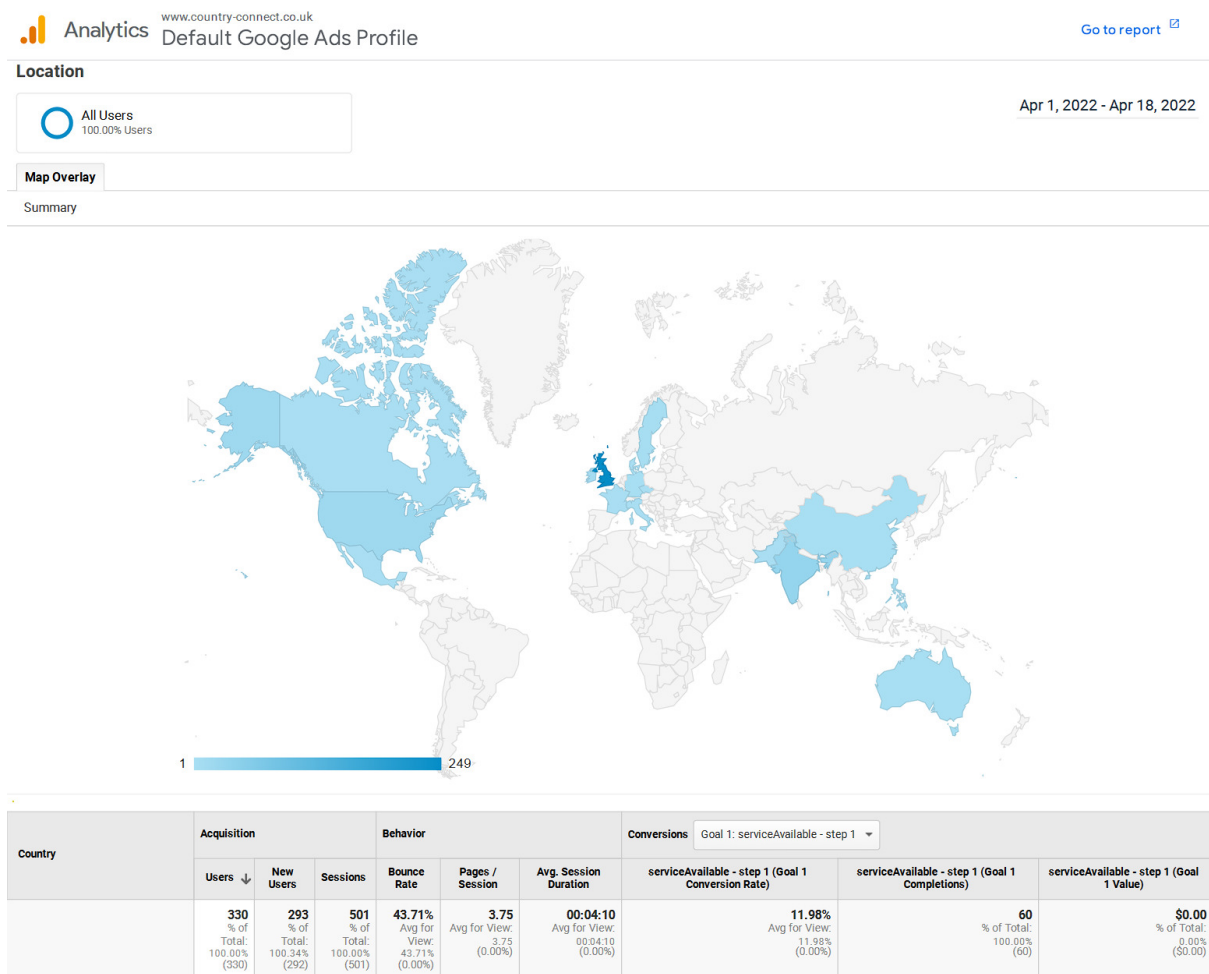 Analytics
www.country-connect.co.uk
Default Google Ads Profile
Go to report
Location
All Users
100.00% Users
Apr 1, 2022 - Apr 18, 2022
Map Overlay
Summary
1
249
Country
Acquisition
Behavior
Conversions
Goal 1: serviceAvailable - step 1
Users
New
Users
Sessions
Bounce
Rate
Pages /
Session
Avg. Session
Duration
serviceAvailable - step 1 (Goal 1
Conversion Rate)
serviceAvailable - step 1 (Goal 1
Completions)
serviceAvailable - step 1 (Goal
1 Value)
330
% of
Total:
100.00%
(330)
293
% of
Total:
100.34%
(292)
501
% of
Total:
100.00%
(501)
43.71%
Avg for
View:
43.71%
(0.00%)
3.75
Avg for View:
3.75
(0.00%)
00:04:10
Avg for View:
00:04:10
(0.00%)
11.98%
Avg for View:
11.98%
(0.00%)
60
% of Total:
100.00%
(60)
$0.00
% of Total:
0.00%
($0.00)